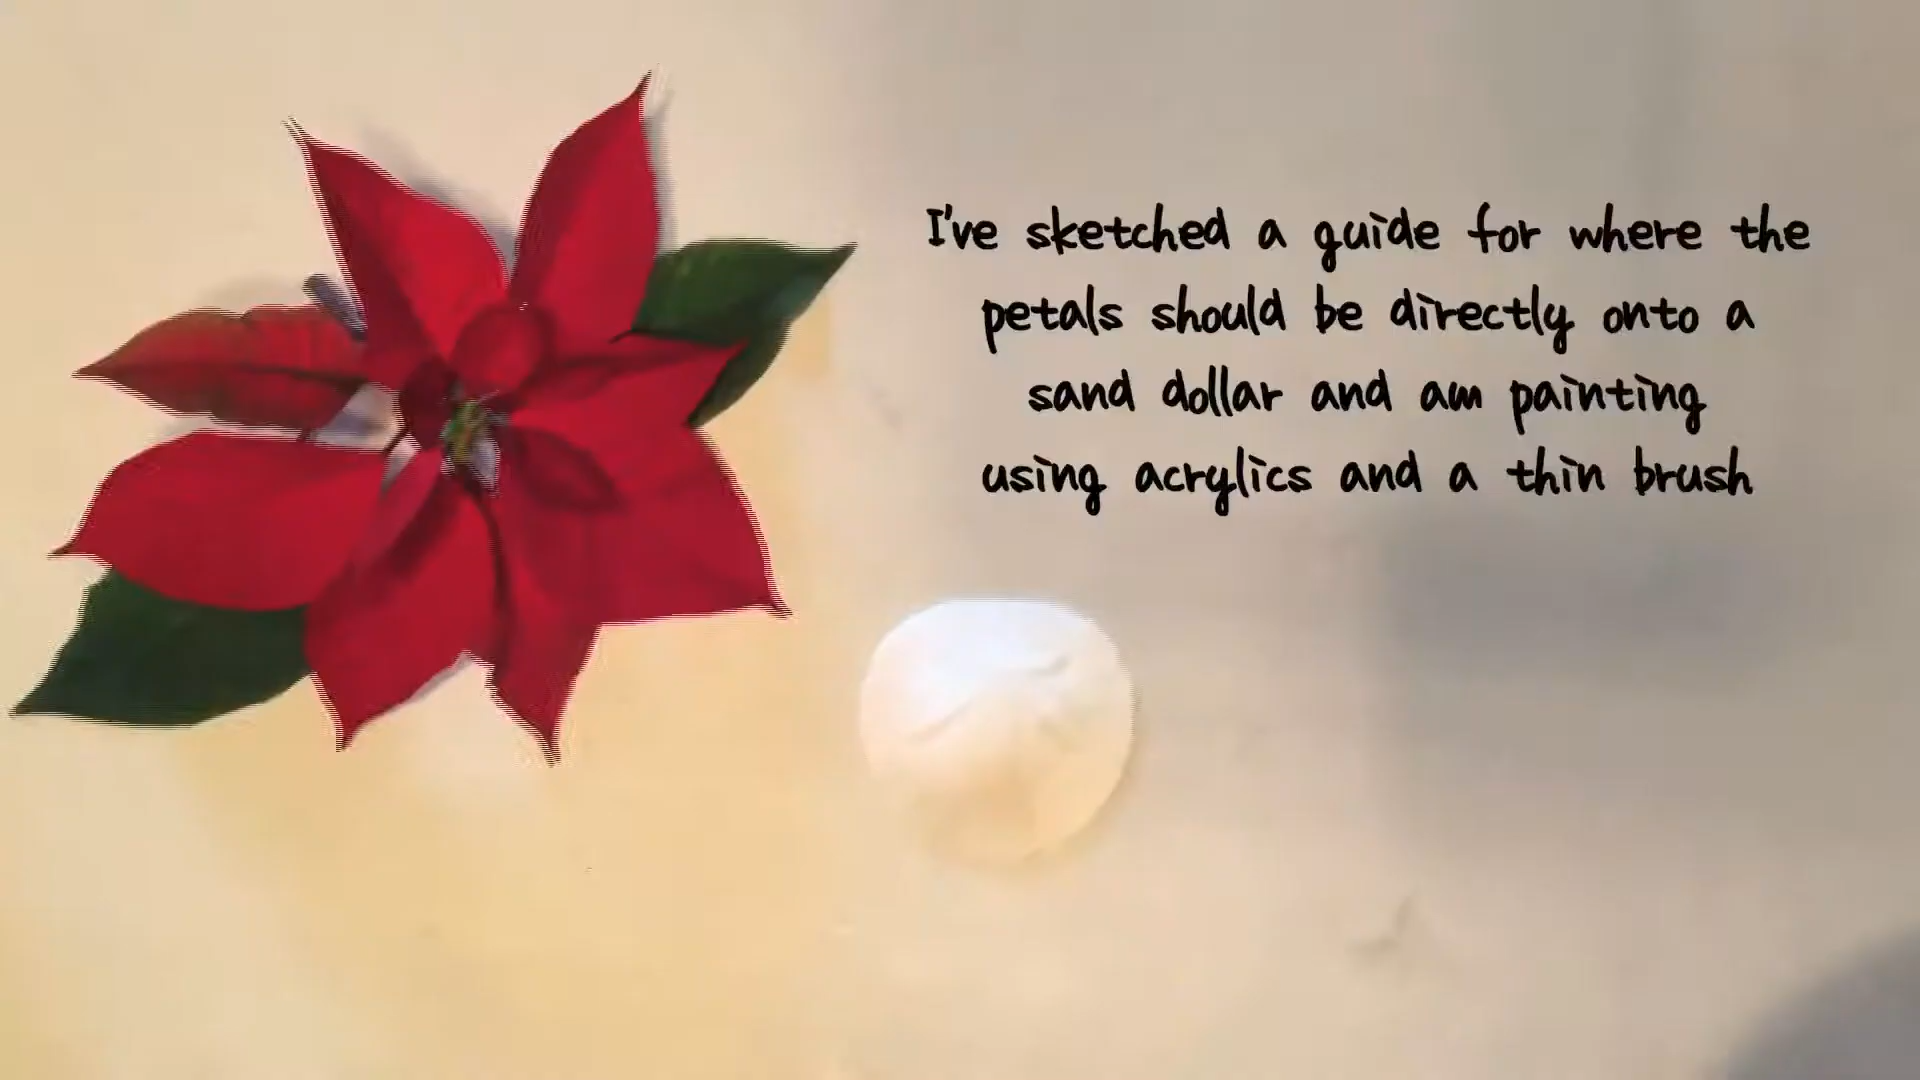 I've sketched a guide for where the
petals should be directly onto a
sand dollar and am painting
using acrylics and a thin brush